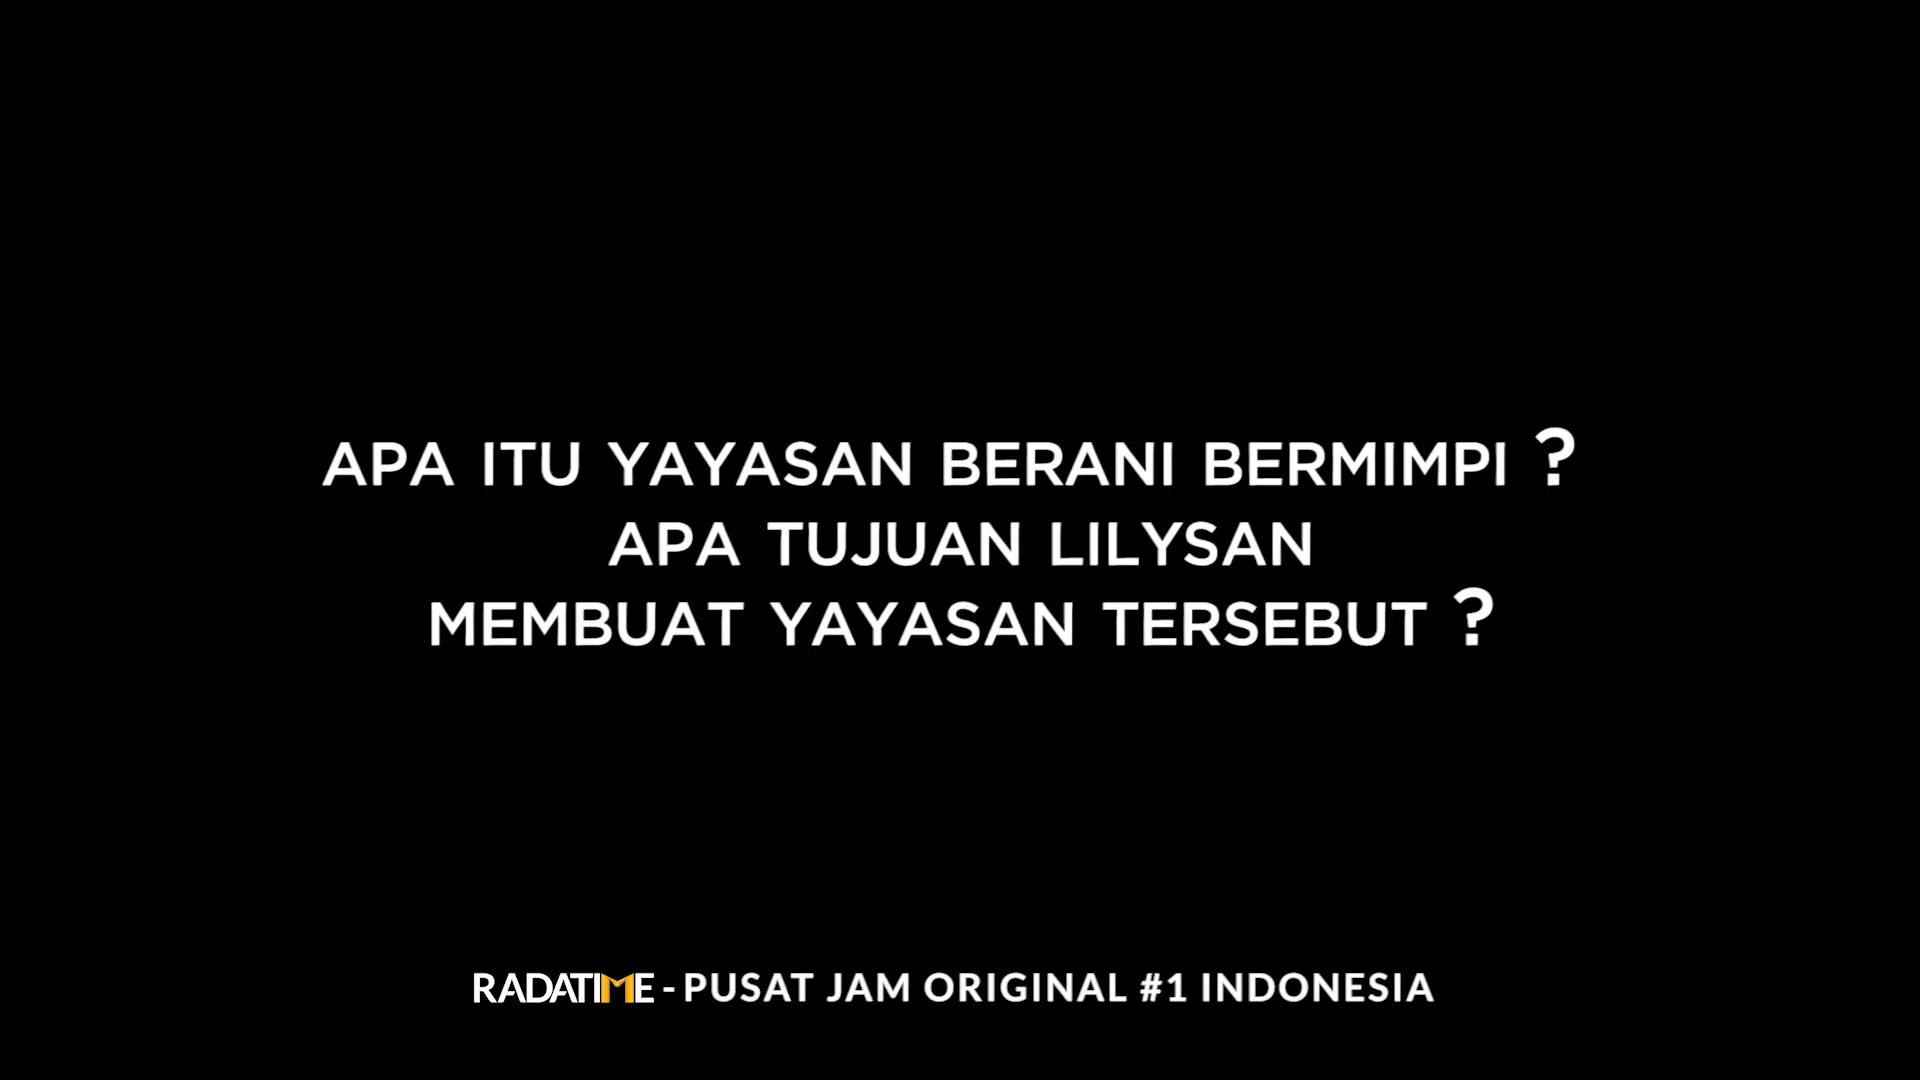 APA ITU YAYASAN BERANI BERMIMPI ?
APA TUJUAN LILYSAN
MEMBUAT YAYASAN TERSEBUT ?
RADATIME - PUSAT JAM ORIGINAL #1 INDONESIA